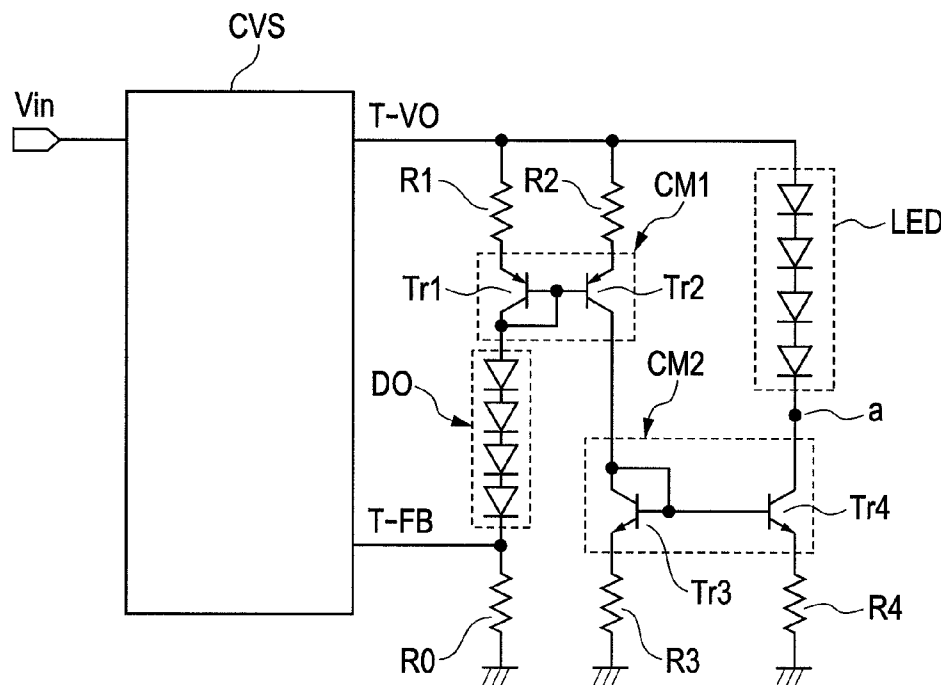 CVS
Vin
T-VO
R1
R2
CM1
LED
Tr1
Tr2
DO
CM2
a
T-FB
Tr4
Tr3
R0
R3
R4